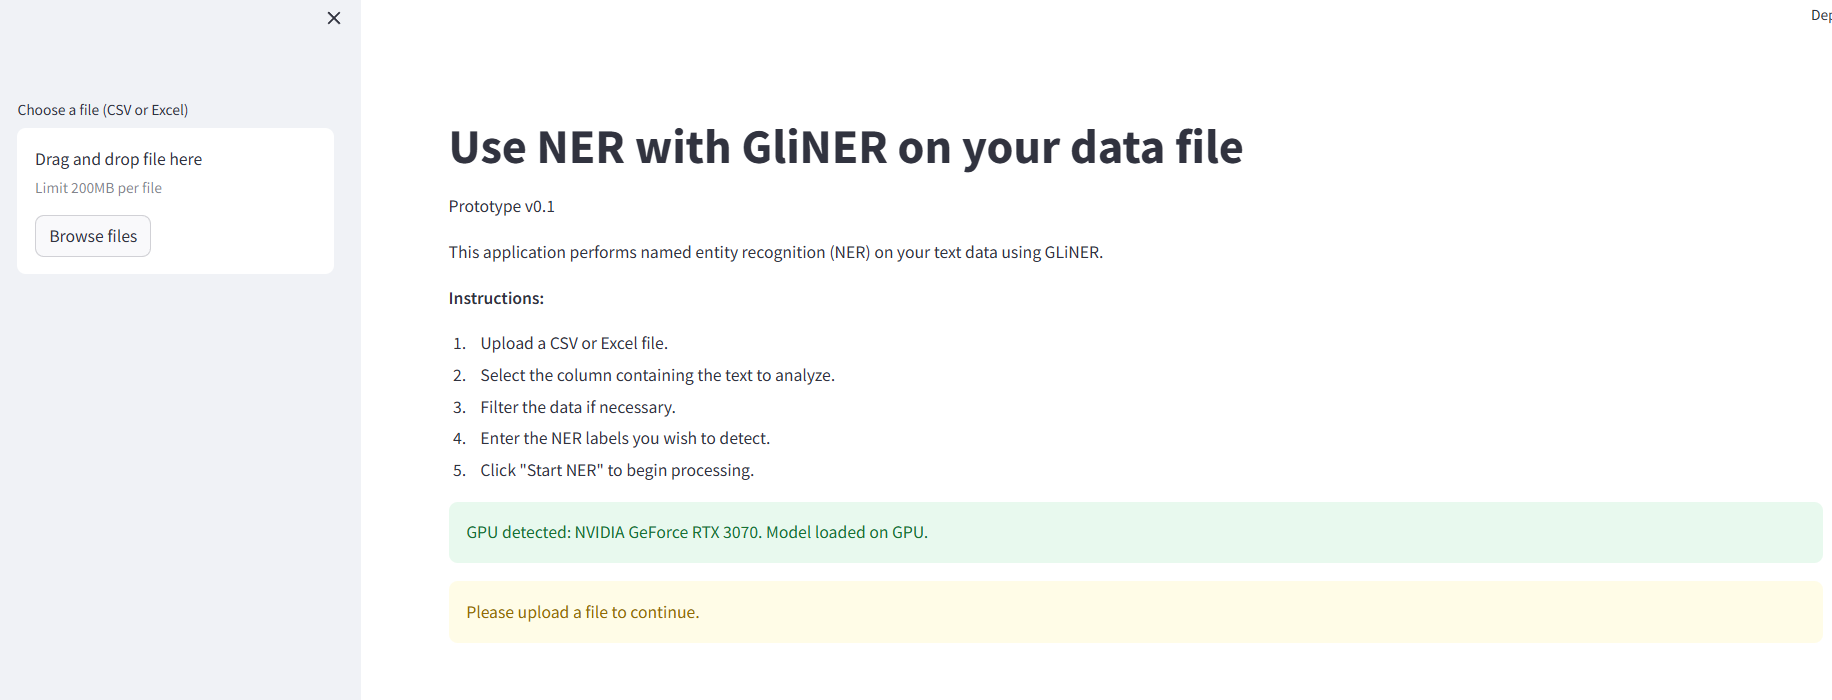 Choose a file (CSV or Excel)
Drag and drop file here
Limit 200MB per file
Browse files
Use NER with GliNER on your data file
Prototype v0.1
This application performs named entity recognition (NER) on your text data using GLiNER.
Instructions:
1. Upload a CSV or Excel file.
2. Select the column containing the text to analyze.
3. Filter the data if necessary.
4. Enter the NER labels you wish to detect.
5. Click "Start NER" to begin processing.
GPU detected: NVIDIA GeForce RTX 3070. Model loaded on GPU.
Please upload a file to continue.